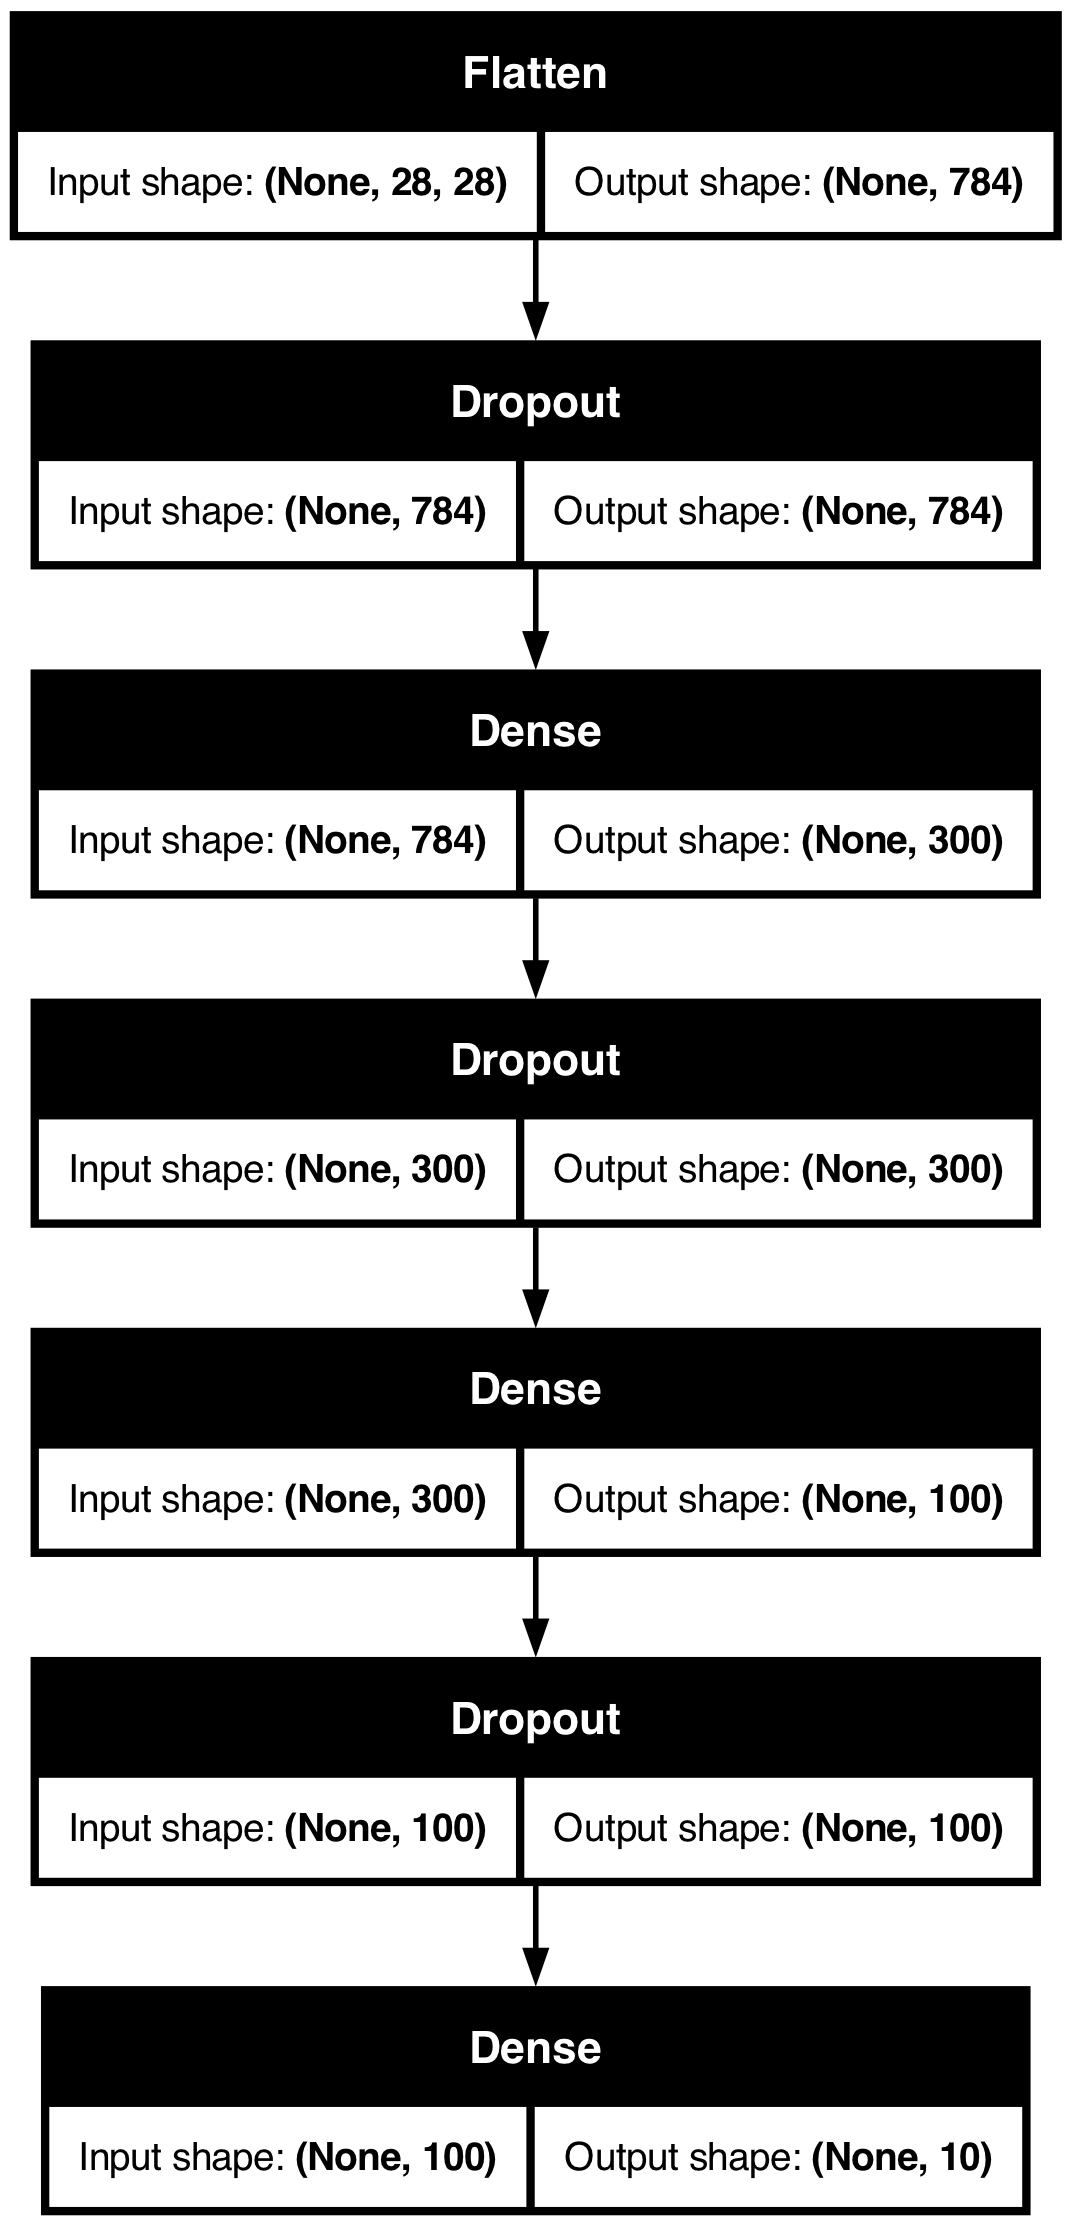 Flatten
Input shape: (None, 28, 28) Output shape: (None, 784)
Dropout
Input shape: (None, 784) Output shape: (None, 784)
Dense
Input shape: (None, 784) Output shape: (None, 300)
Dropout
Input shape: (None, 300) Output shape: (None, 300)
Dense
Input shape: (None, 300) Output shape: (None, 100)
Dropout
Input shape: (None, 100) Output shape: (None, 100)
Dense
Input shape: (None, 100) Output shape: (None, 10)